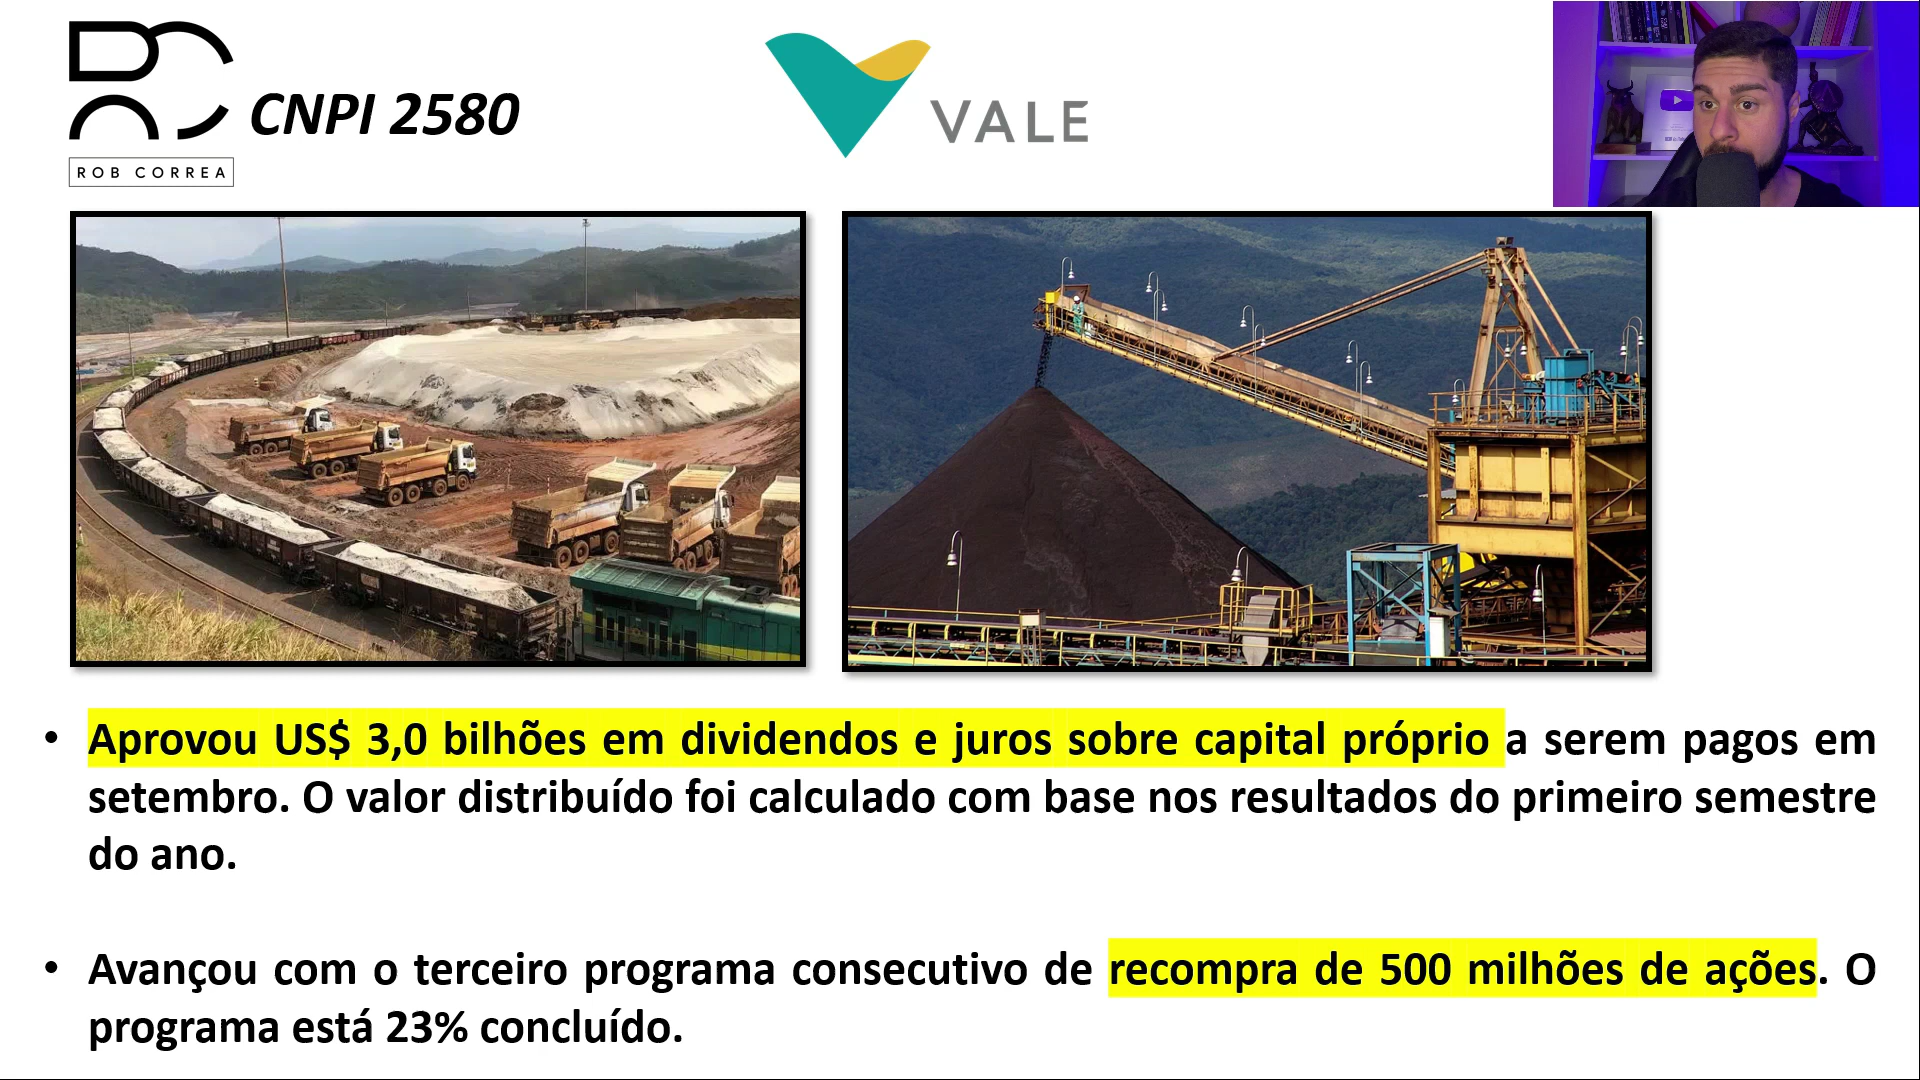 CNPI 2580
ROB CORREA
VALE
• Aprovou US$ 3,0 bilhões em dividendos e juros sobre capital próprio a serem pagos em
setembro. O valor distribuído foi calculado com base nos resultados do primeiro semestre
do ano.
• Avançou com o terceiro programa consecutivo de recompra de 500 milhões de ações. O
programa está 23% concluído.